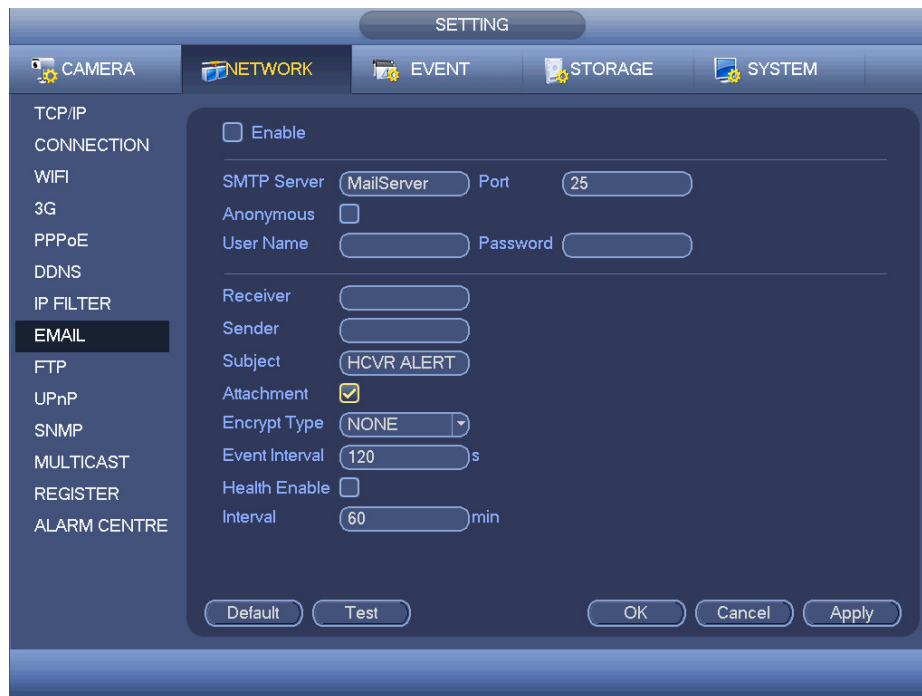 SETTING
CAMERA NETWORK EVENT STORAGE SYSTEM
TCP/IP
CONNECTION
WIFI
3G
PPPoE
DDNS
IP FILTER
EMAIL
FTP
UPnP
SNMP
MULTICAST
REGISTER
ALARM CENTRE
Enable
SMTP Server MailServer Port 25
Anonymous
User Name Password
Receiver
Sender
Subject HCVR ALERT
Attachment
Encrypt Type NONE
Event Interval 120 s
Health Enable
Interval 60 min
Default Test OK Cancel Apply